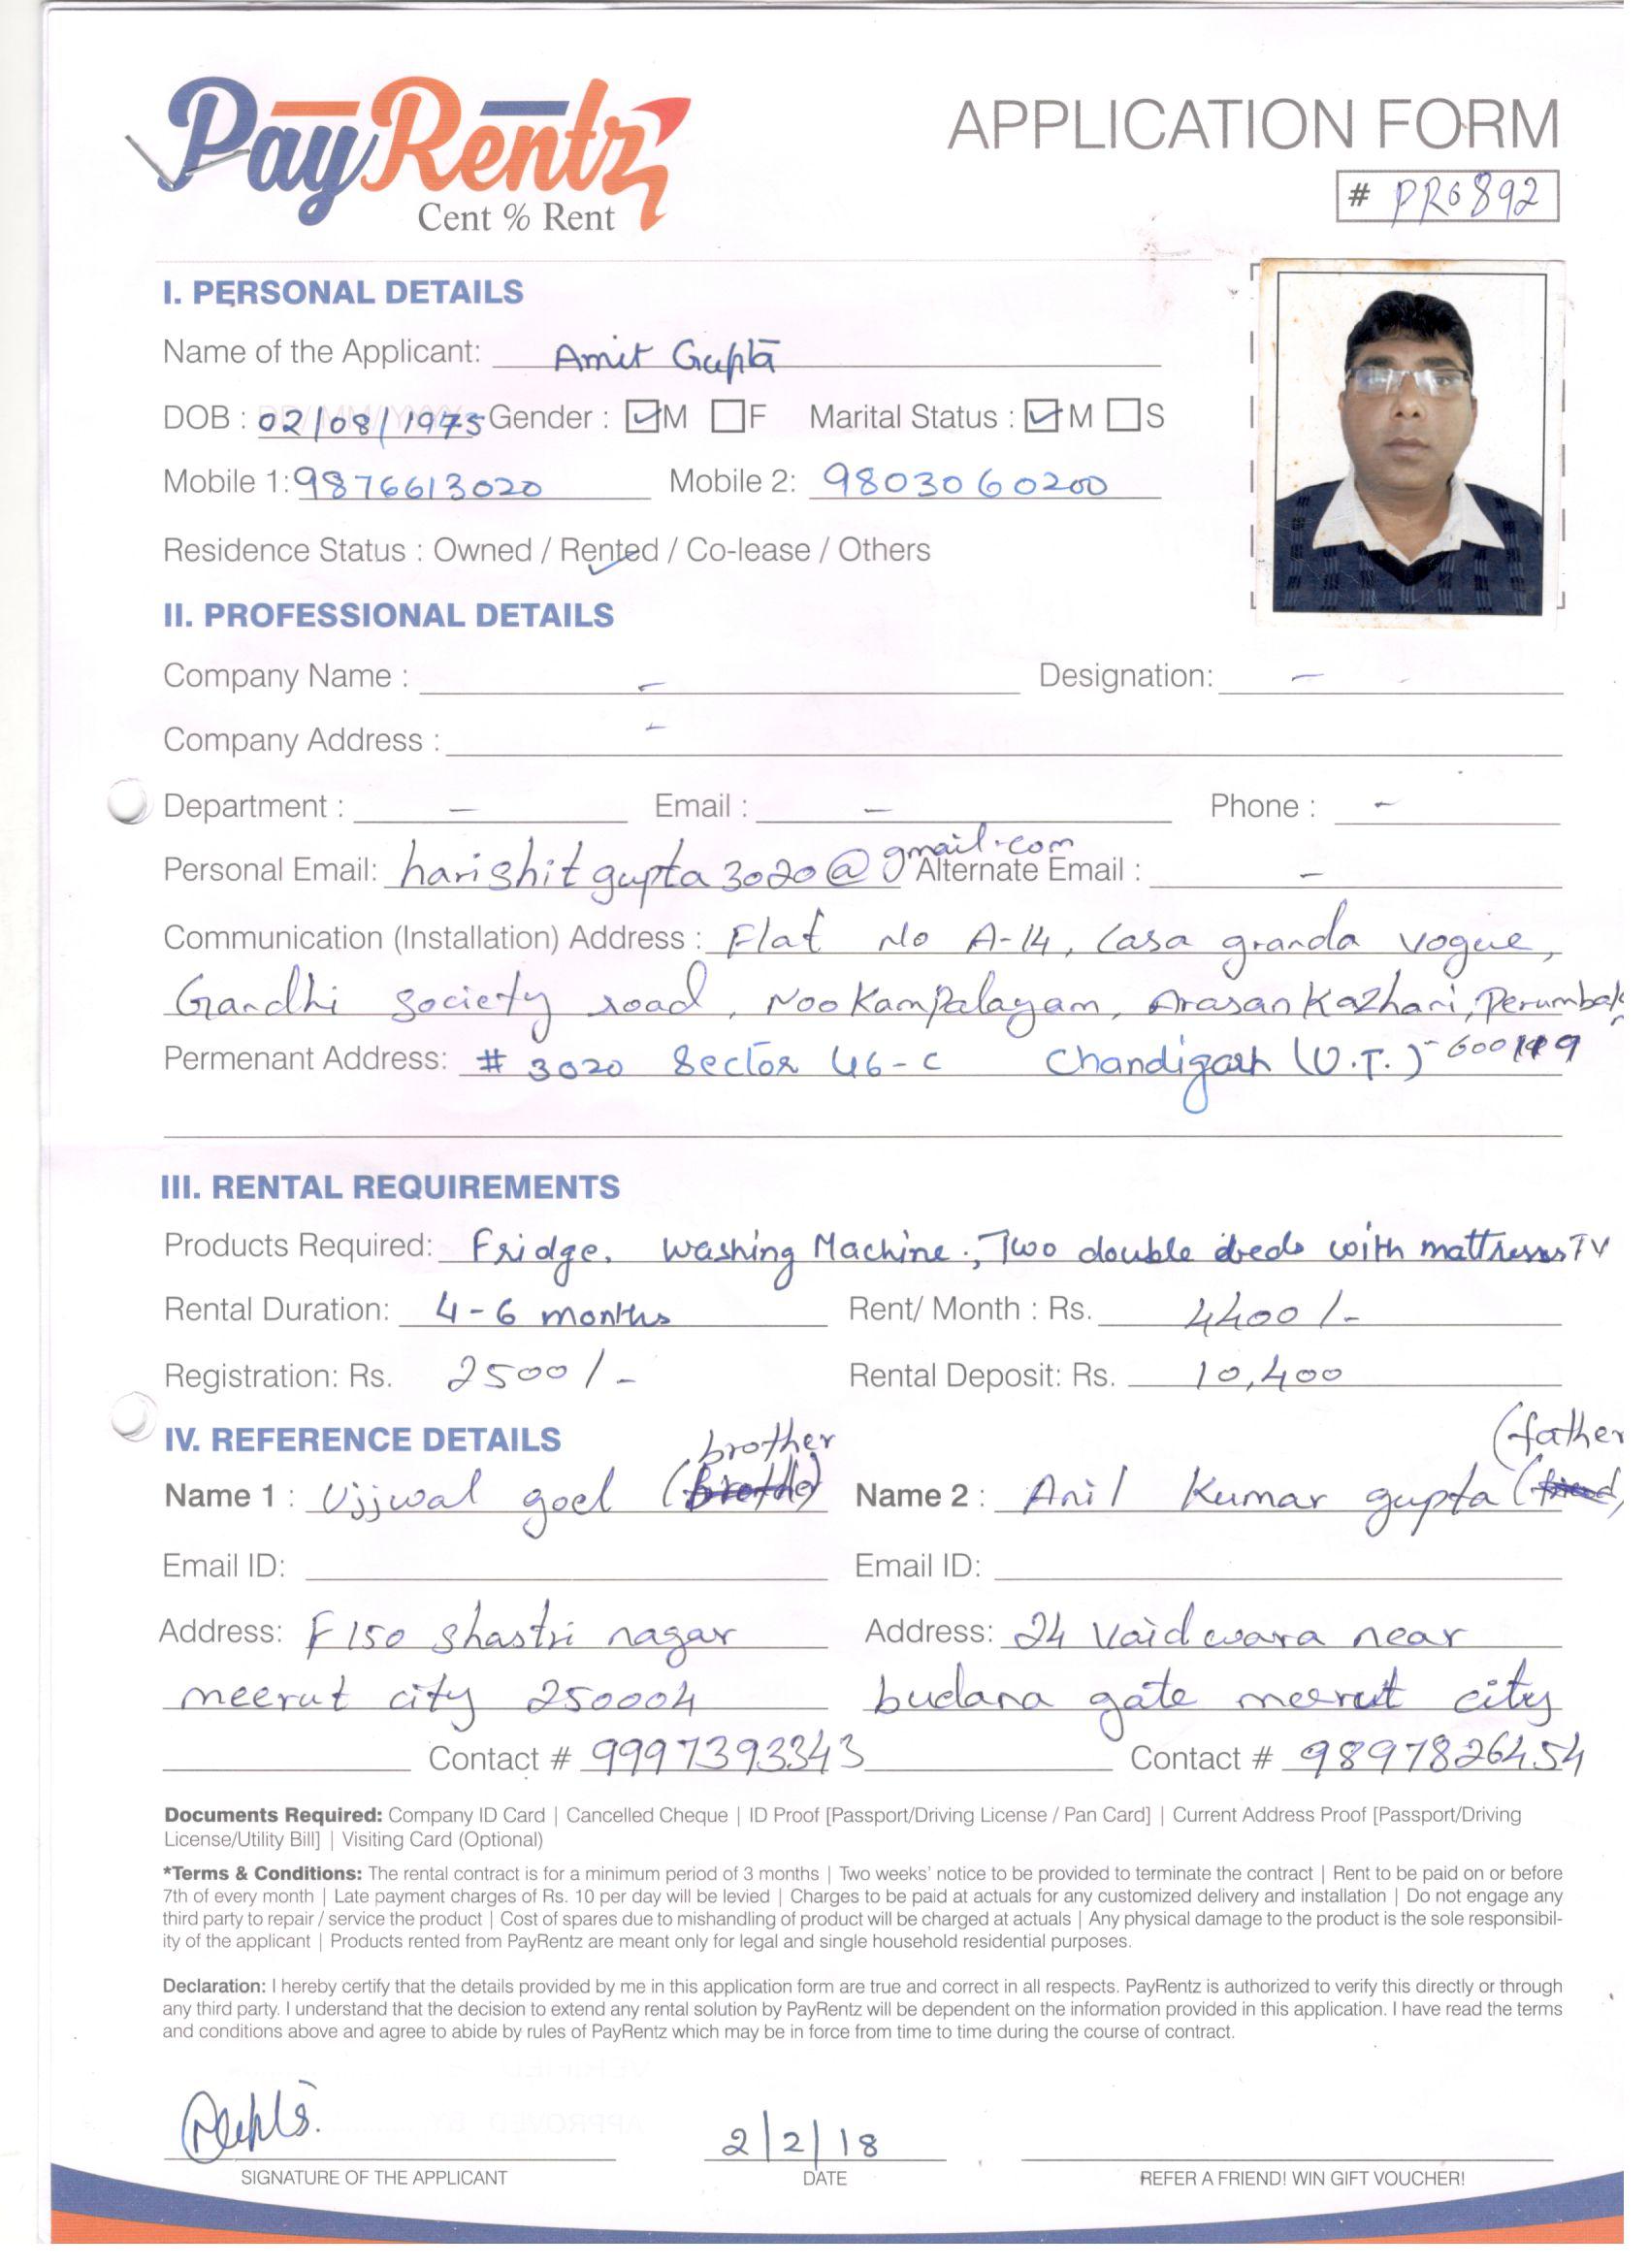 PayRentz
Cent % Rent
APPLICATION FORM
# PR6892
I. PERSONAL DETAILS
Name of the Applicant: Amit Gupta
DOB : 02/08/1975 Gender : M F Marital Status : M S
Mobile 1: 9876613020 Mobile 2: 9803060200
Residence Status : Owned / Rented / Co-lease / Others
II. PROFESSIONAL DETAILS
Company Name : - Designation: -
Company Address : -
Department : - Email : - Phone : -
Personal Email: harishitgupta3020@gmail.com Alternate Email : -
Communication (Installation) Address : Flat No A-14, Casa granda vogue,
Gandhi society road, NooKampalayam, Arasan Kazhani, Perumbak
Permenant Address: # 3020 Sector 46-C Chandigarh (U.T.) - 600119
III. RENTAL REQUIREMENTS
Products Required: Fridge, Washing Machine, Two double beds with mattresses TV
Rental Duration: 4-6 months Rent/ Month : Rs. 4400/-
Registration: Rs. 2500/- Rental Deposit: Rs. 10,400
IV. REFERENCE DETAILS
Name 1 : Ujjwal goel (brother) Name 2 : Anil Kumar gupta (father
Email ID: Email ID:
Address: F150 shastri nagar Address: 24 Vaidwara near
meerut city 250004 budana gate meerut city
Contact # 9997393343 Contact # 9897826454
Documents Required: Company ID Card | Cancelled Cheque | ID Proof [Passport/Driving License / Pan Card] | Current Address Proof [Passport/Driving
License/Utility Bill] | Visiting Card (Optional)
*Terms & Conditions: The rental contract is for a minimum period of 3 months | Two weeks' notice to be provided to terminate the contract | Rent to be paid on or before
7th of every month | Late payment charges of Rs. 10 per day will be levied | Charges to be paid at actuals for any customized delivery and installation | Do not engage any
third party to repair / service the product | Cost of spares due to mishandling of product will be charged at actuals | Any physical damage to the product is the sole responsibil-
ity of the applicant | Products rented from PayRentz are meant only for legal and single household residential purposes.
Declaration: I hereby certify that the details provided by me in this application form are true and correct in all respects. PayRentz is authorized to verify this directly or through
any third party. I understand that the decision to extend any rental solution by PayRentz will be dependent on the information provided in this application. I have read the terms
and conditions above and agree to abide by rules of PayRentz which may be in force from time to time during the course of contract.
2/2/18
SIGNATURE OF THE APPLICANT DATE REFER A FRIEND! WIN GIFT VOUCHER!